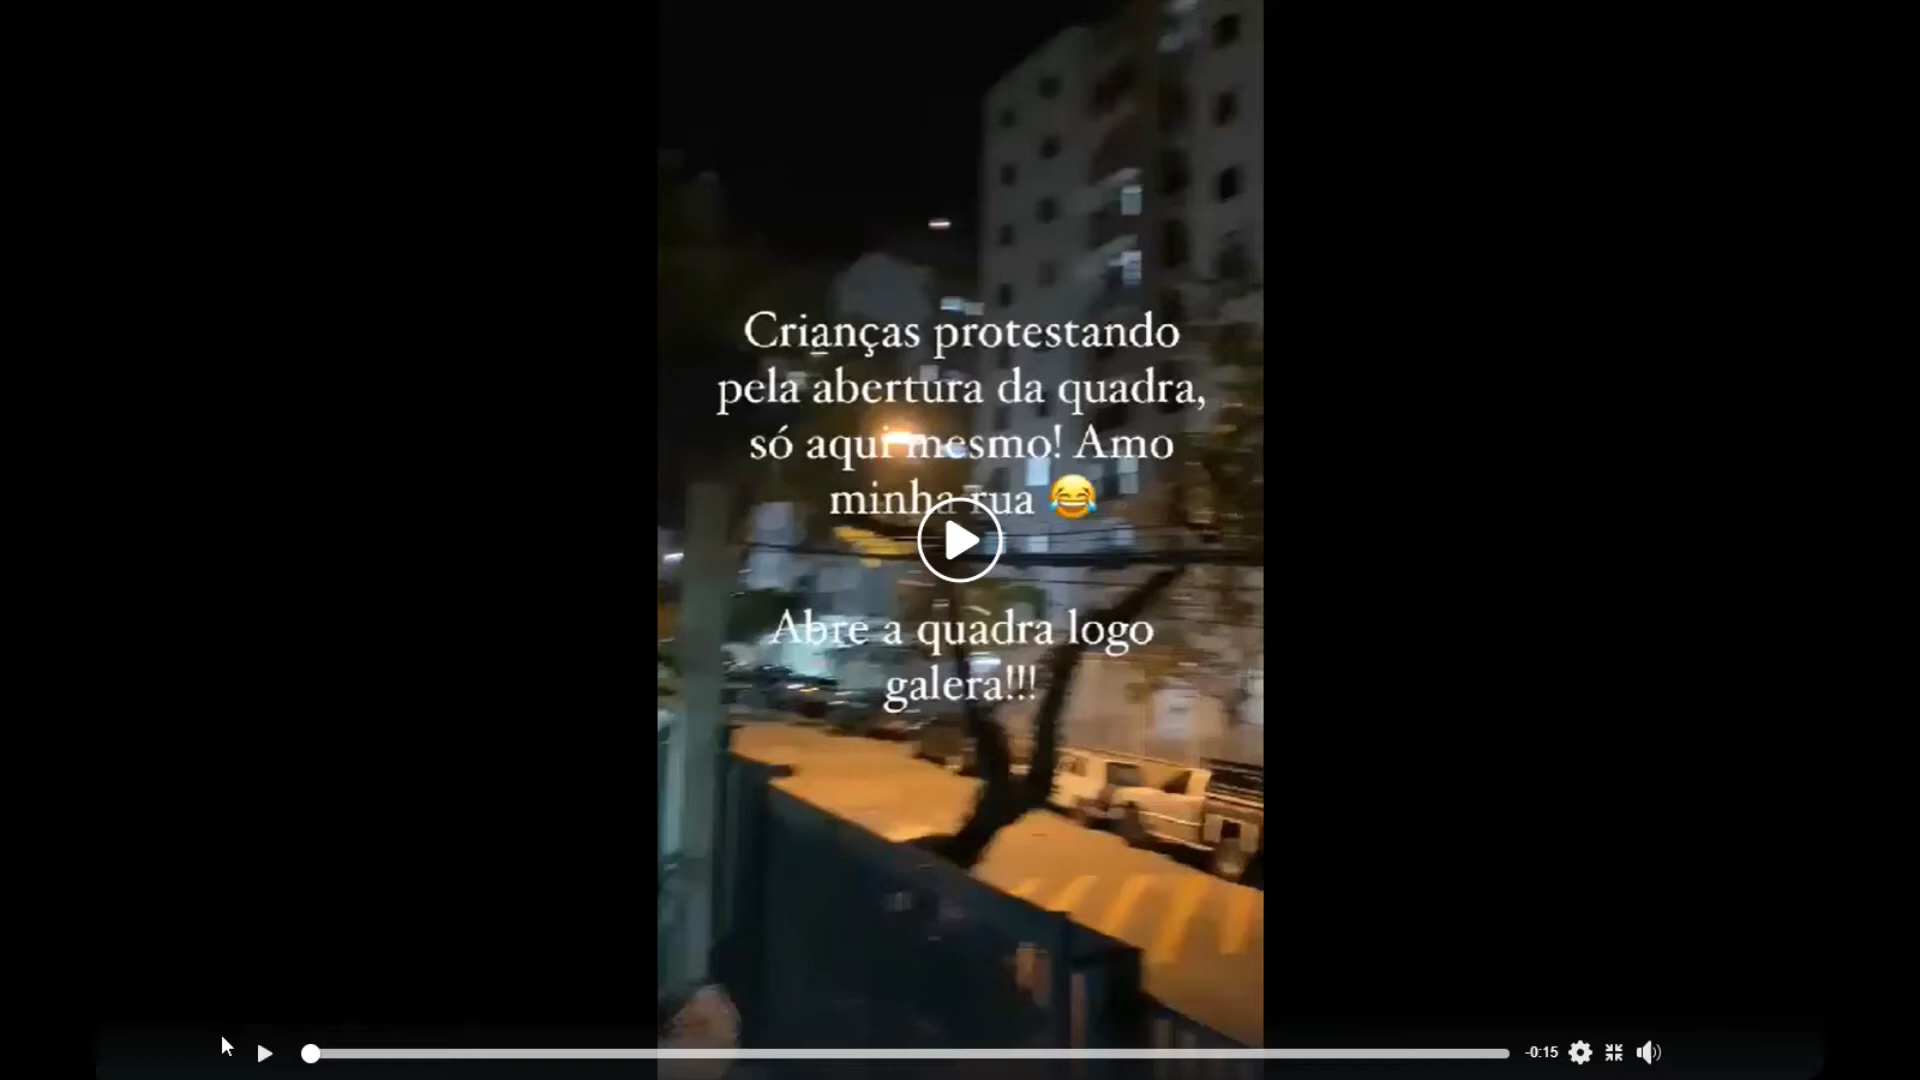 Crianças protestando
pela abertura da quadra,
só aqui mesmo! Amo
minha rua 😂
Abre a quadra logo
galera!!!
-0:15